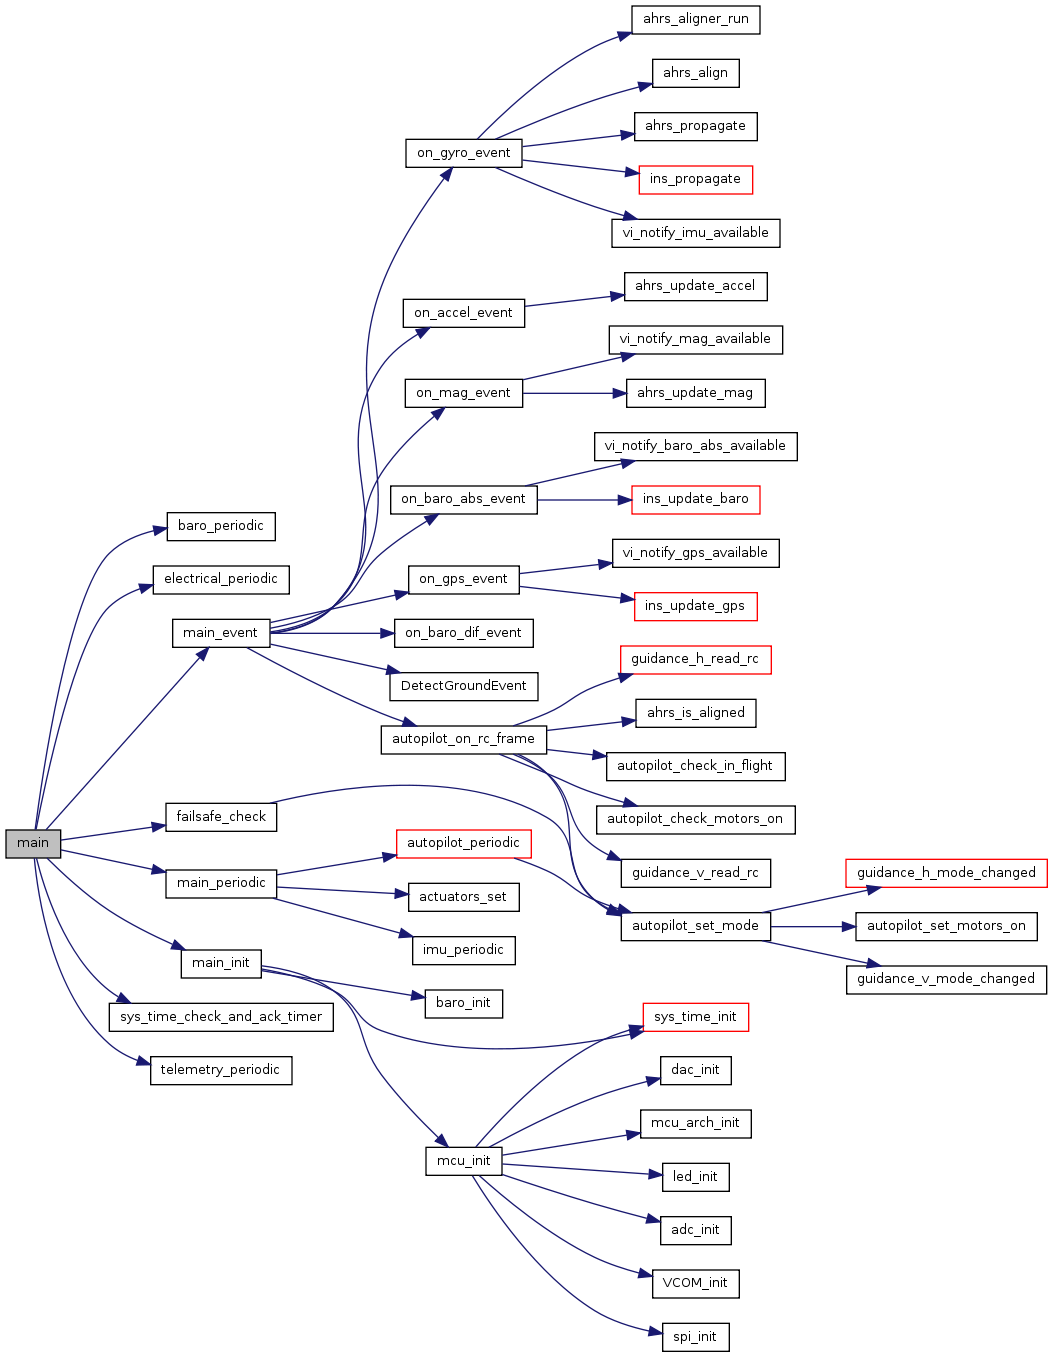 ahrs_aligner_run
ahrs_align
ahrs_propagate
on_gyro_event
ins_propagate
vi_notify_imu_available
ahrs_update_accel
on_accel_event
vi_notify_mag_available
on_mag_event
ahrs_update_mag
vi_notify_baro_abs_available
on_baro_abs_event
ins_update_baro
baro_periodic
vi_notify_gps_available
electrical_periodic
on_gps_event
ins_update_gps
main_event
on_baro_dif_event
guidance_h_read_rc
DetectGroundEvent
ahrs_is_aligned
autopilot_on_rc_frame
autopilot_check_in_flight
failsafe_check
autopilot_check_motors_on
main
autopilot_periodic
guidance_v_read_rc
guidance_h_mode_changed
main_periodic
actuators_set
autopilot_set_mode
autopilot_set_motors_on
imu_periodic
main_init
guidance_v_mode_changed
baro_init
sys_time_check_and_ack_timer
sys_time_init
telemetry_periodic
dac_init
mcu_arch_init
mcu_init
led_init
adc_init
VCOM_init
spi_init